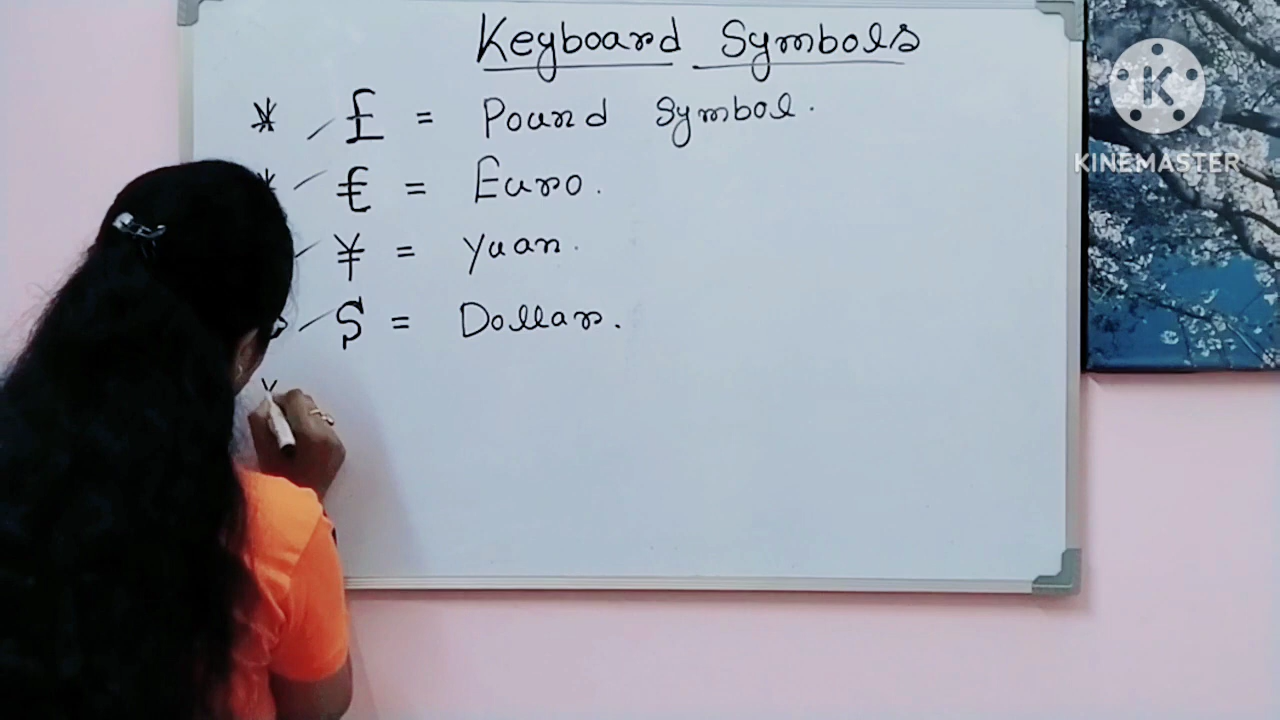 Keyboard Symbols
* £ = Pound Symbol.
* € = Euro.
¥ = Yuan.
$ = Dollar.
K
KINEMASTER